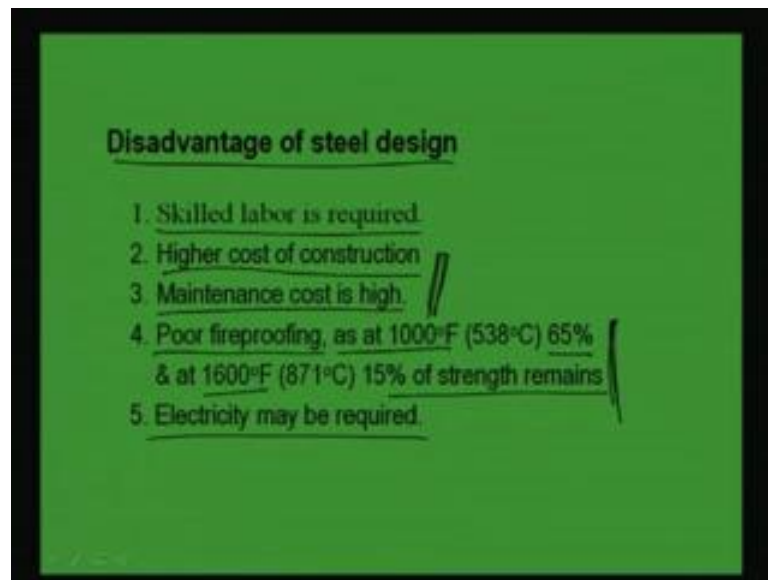 Disadvantage of steel design
1. Skilled labor is required.
2. Higher cost of construction
3. Maintenance cost is high.
4. Poor fireproofing, as at 1000°F (538°C) 65%
& at 1600°F (871°C) 15% of strength remains
5. Electricity may be required.